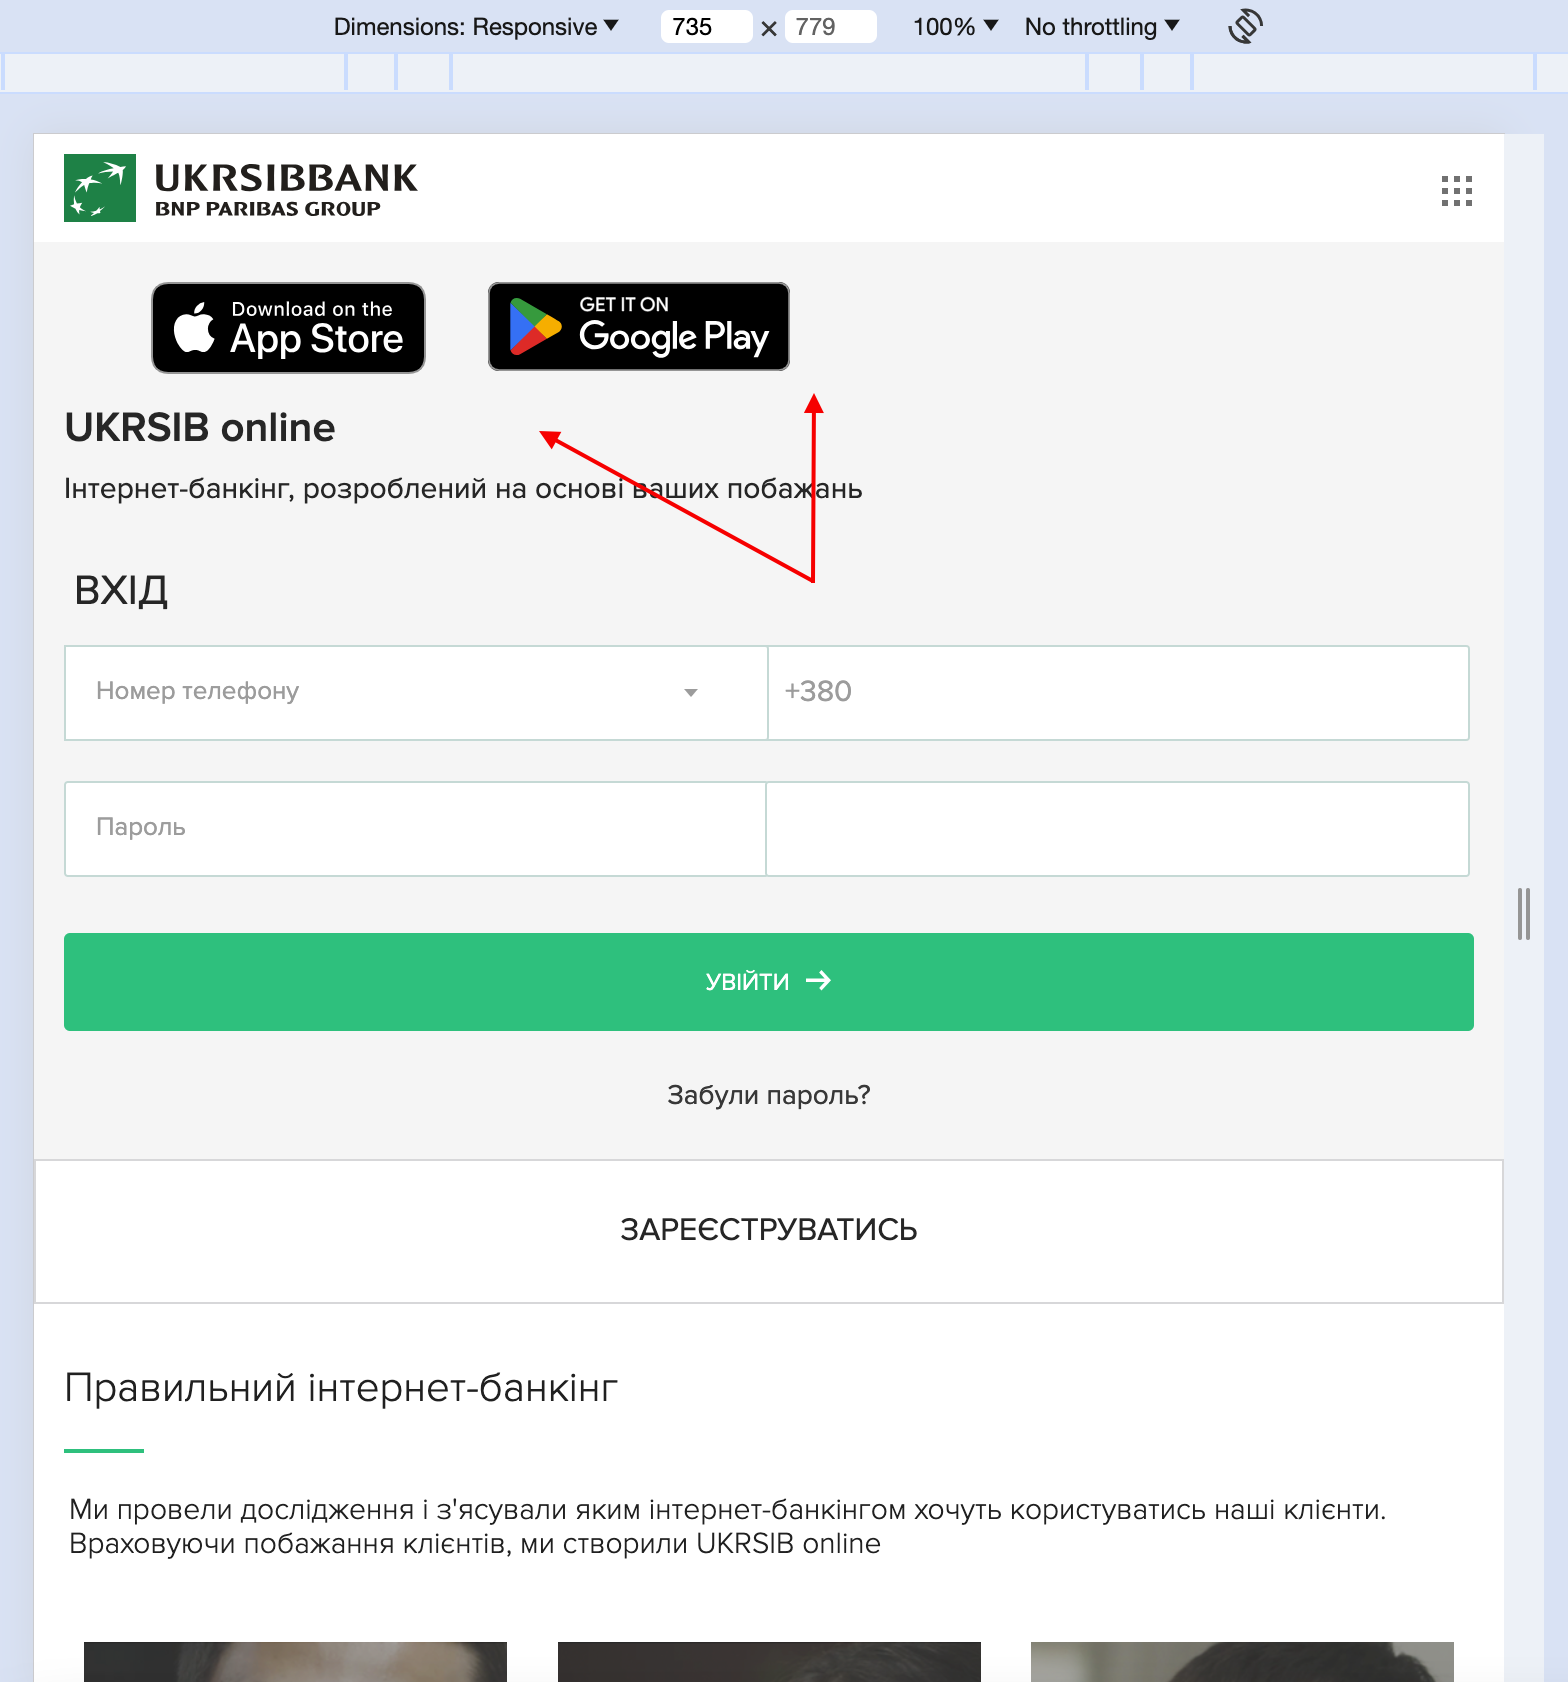 Dimensions: Responsive 735 × 779 100% No throttling
UKRSIBBANK
BNP PARIBAS GROUP
Download on the
App Store
GET IT ON
Google Play
UKRSIB online
Інтернет-банкінг, розроблений на основі ваших побажань
ВХІД
Номер телефону +380
Пароль
УВІЙТИ
Забули пароль?
ЗАРЕЄСТРУВАТИСЬ
Правильний інтернет-банкінг
Ми провели дослідження і з'ясували яким інтернет-банкінгом хочуть користуватись наші клієнти.
Враховуючи побажання клієнтів, ми створили UKRSIB online